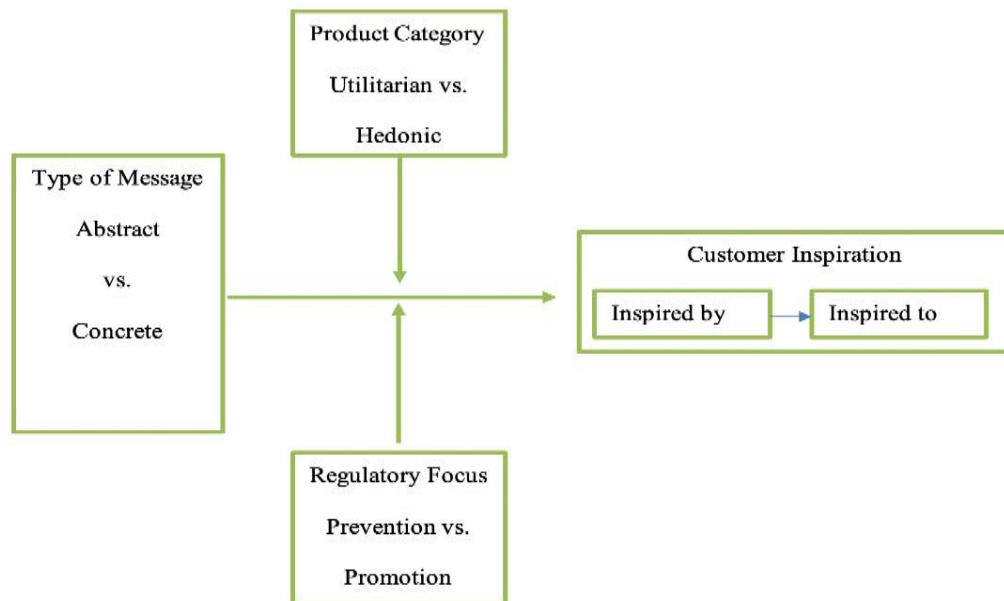 Product Category
Utilitarian vs.
Hedonic
Type of Message
Abstract
vs.
Concrete
Customer Inspiration
Inspired by
Inspired to
Regulatory Focus
Prevention vs.
Promotion